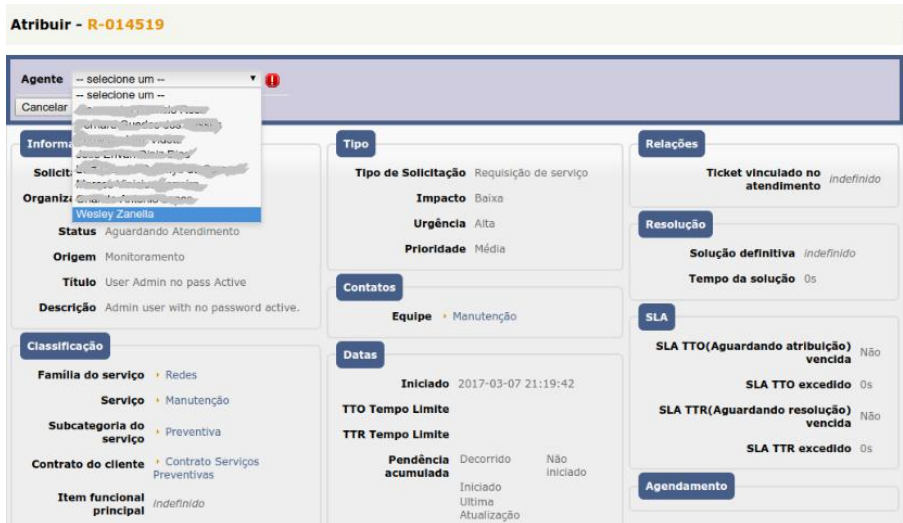 Atribuir - R-014519
Agente -- selecione um --
-- selecione um --
Cancelar
Wesley Zanella
Status Aguardando Atendimento
Origem Monitoramento
Título User Admin no pass Active
Descrição Admin user with no password active.
Classificação
Família do serviço Redes
Serviço Manutenção
Subcategoria do
serviço Preventiva
Contrato do cliente Contrato Serviços
Preventivas
Item funcional
principal indefinido
Tipo
Tipo de Solicitação Requisição de serviço
Impacto Baixa
Urgência Alta
Prioridade Média
Contatos
Equipe Manutenção
Datas
Iniciado 2017-03-07 21:19:42
TTO Tempo Limite
TTR Tempo Limite
Pendência
acumulada
Decorrido Não
iniciado
Iniciado
Ultima
Atualização
Relações
Ticket vinculado no
atendimento indefinido
Resolução
Solução definitiva indefinido
Tempo da solução 0s
SLA
SLA TTO(Aguardando atribuição)
vencida Não
SLA TTO excedido 0s
SLA TTR(Aguardando resolução)
vencida Não
SLA TTR excedido 0s
Agendamento